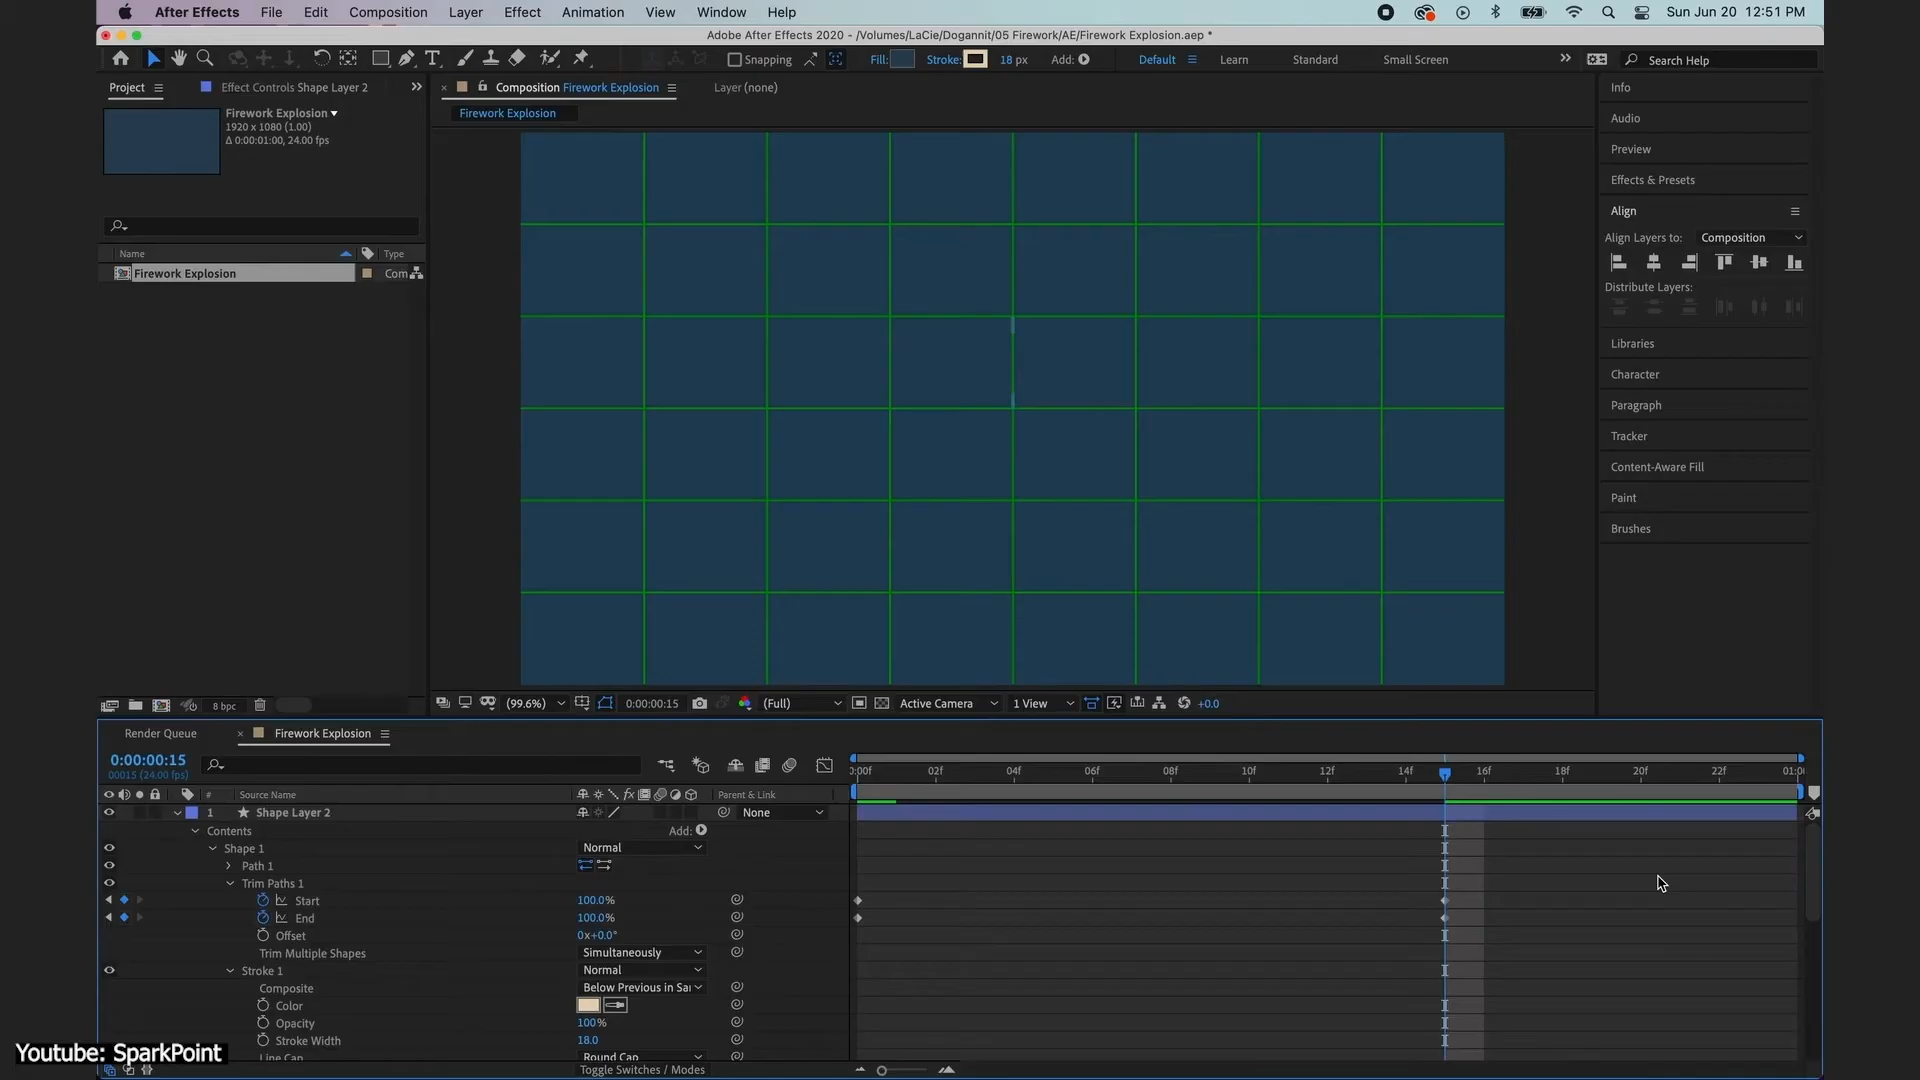 After Effects File Edit Composition Layer Effect Animation View Window Help Sun Jun 20 12:51 PM
Adobe After Effects 2020 - /Volumes/LaCie/Dogannit/05 Firework/AE/Firework Explosion.aep *
Snapping Fill: Stroke: 18 px Add: Default Learn Standard Small Screen Search Help
Project Effect Controls Shape Layer 2 Composition Firework Explosion Layer (none) Info
Firework Explosion
1920 x 1080 (1.00)
Δ 0:00:01:00, 24.00 fps
Firework Explosion
Audio
Preview
Effects & Presets
Align
Align Layers to: Composition
Distribute Layers:
Libraries
Character
Paragraph
Tracker
Content-Aware Fill
Paint
Brushes
Name Type
Firework Explosion Com
8 bpc (99.6%) 0:00:00:15 (Full) Active Camera 1 View +0.0
Render Queue Firework Explosion
0:00:00:15
00015 (24.00 fps)
0:00f 02f 04f 06f 08f 10f 12f 14f 16f 18f 20f 22f 01:00
# Source Name fx Parent & Link
1 Shape Layer 2 None
Contents Add:
Shape 1 Normal
Path 1
Trim Paths 1
Start 100.0%
End 100.0%
Offset 0x+0.0°
Trim Multiple Shapes Simultaneously
Stroke 1 Normal
Composite Below Previous in Sar
Color
Opacity 100%
Stroke Width 18.0
Line Cap Round Cap
Toggle Switches / Modes
Youtube: SparkPoint